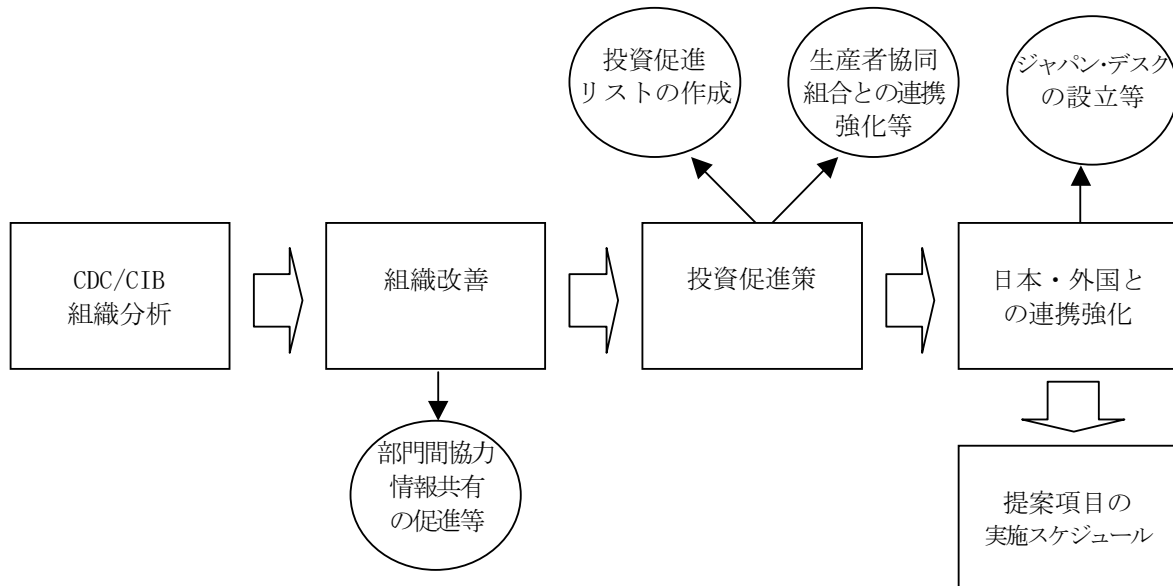 投資促進
リストの作成
生産者協同
組合との連携
強化等
ジャパン・デスク
の設立等
CDC/CIB
組織分析
組織改善
投資促進策
日本・外国と
の連携強化
部門間協力
情報共有
の促進等
提案項目の
実施スケジュール